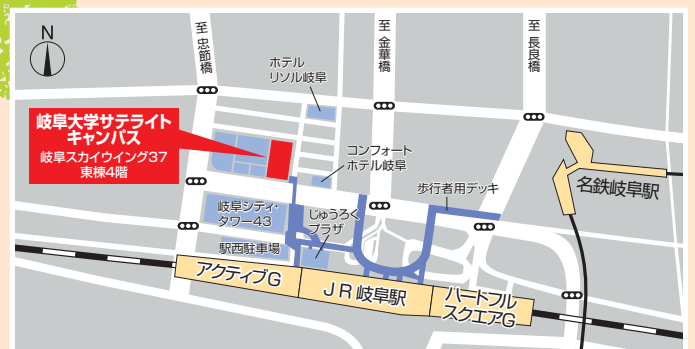 N
至 忠節橋
至 金華橋
至 長良橋
ホテル
リソル岐阜
岐阜大学サテライト
キャンパス
岐阜スカイウイング37
東棟4階
コンフォート
ホテル岐阜
歩行者用デッキ
名鉄岐阜駅
岐阜シティ・
タワー43
じゅうろく
プラザ
駅西駐車場
アクティブG
JR岐阜駅
ハートフル
スクエアG